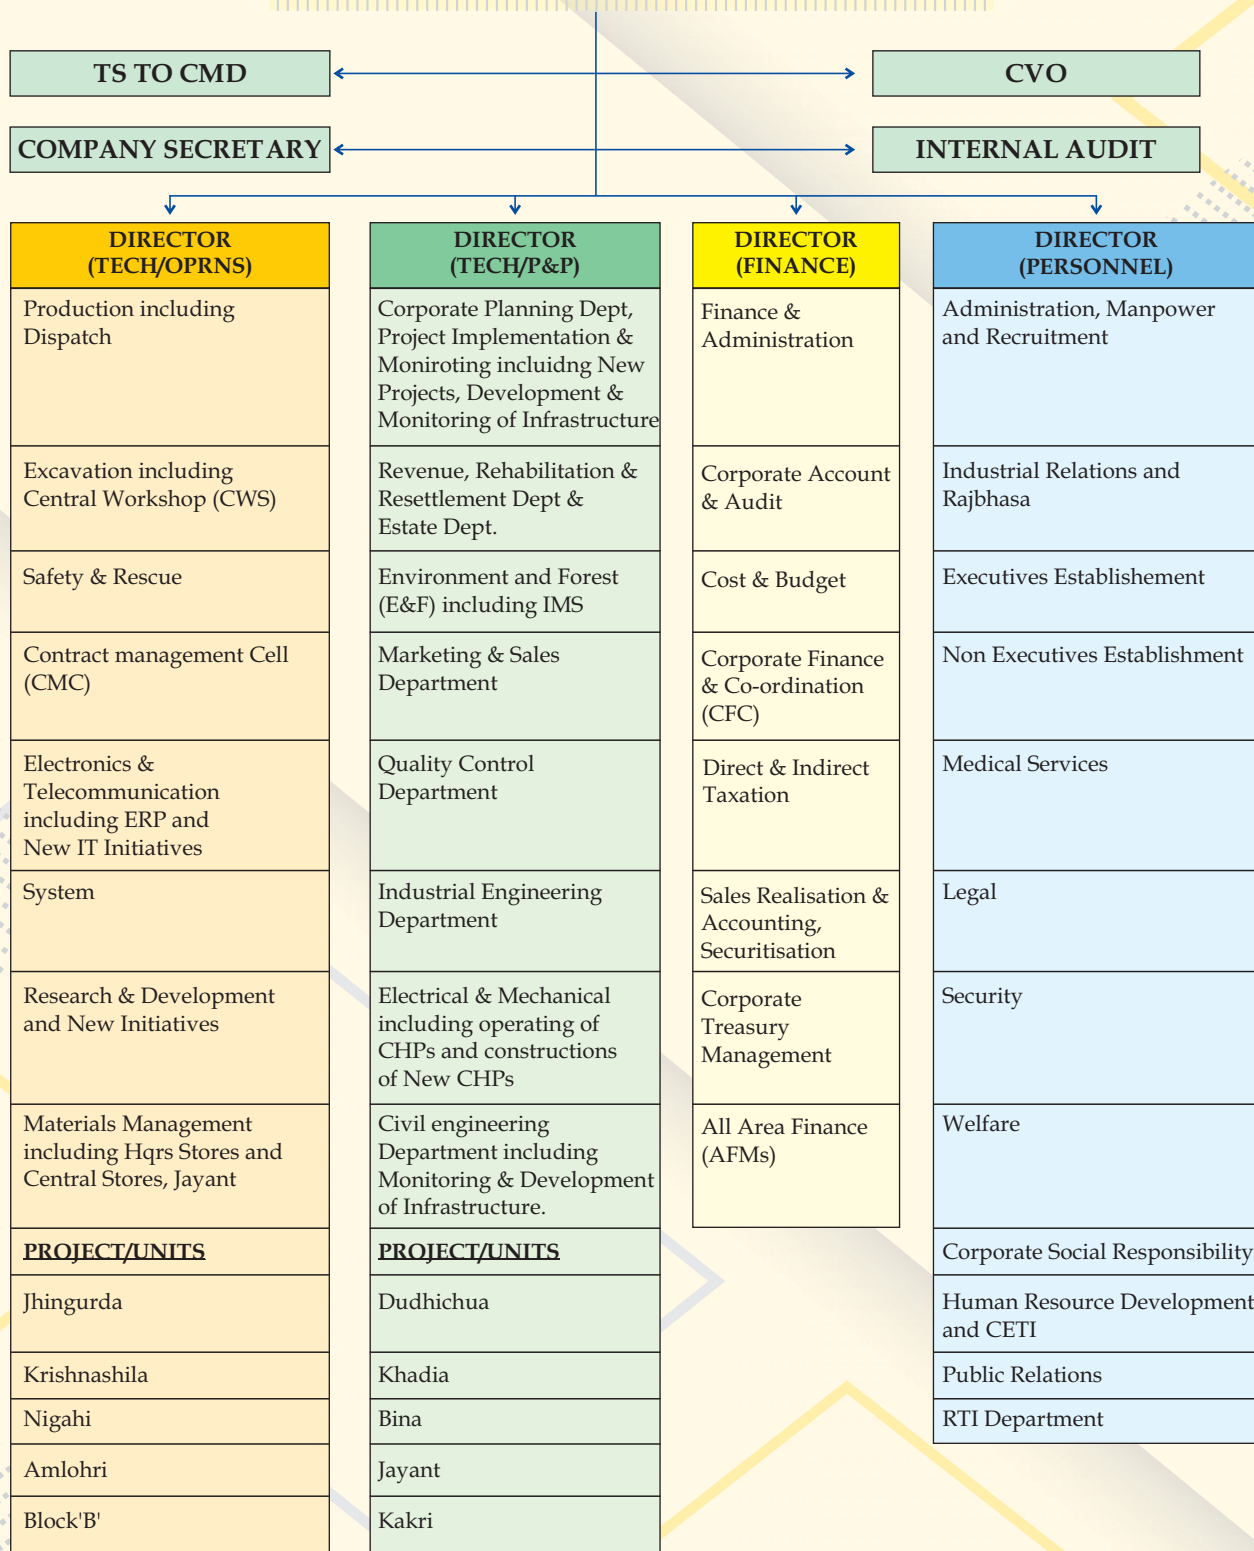 TS TO CMD
CVO
COMPANY SECRETARY
INTERNAL AUDIT
DIRECTOR
(TECH/OPRNS)
Production including
Dispatch
Excavation including
Central Workshop (CWS)
Safety & Rescue
Contract management Cell
(CMC)
Electronics &
Telecommunication
including ERP and
New IT Initiatives
System
Research & Development
and New Initiatives
Materials Management
including Hqrs Stores and
Central Stores, Jayant
PROJECT/UNITS
Jhingurda
Krishnashila
Nigahi
Amlohri
Block'B'
DIRECTOR
(TECH/P&P)
Corporate Planning Dept,
Project Implementation &
Moniroting incluidng New
Projects, Development &
Monitoring of Infrastructure
Revenue, Rehabilitation &
Resettlement Dept &
Estate Dept.
Environment and Forest
(E&F) including IMS
Marketing & Sales
Department
Quality Control
Department
Industrial Engineering
Department
Electrical & Mechanical
including operating of
CHPs and constructions
of New CHPs
Civil engineering
Department including
Monitoring & Development
of Infrastructure.
PROJECT/UNITS
Dudhichua
Khadia
Bina
Jayant
Kakri
DIRECTOR
(FINANCE)
Finance &
Administration
Corporate Account
& Audit
Cost & Budget
Corporate Finance
& Co-ordination
(CFC)
Direct & Indirect
Taxation
Sales Realisation &
Accounting,
Securitisation
Corporate
Treasury
Management
All Area Finance
(AFMs)
DIRECTOR
(PERSONNEL)
Administration, Manpower
and Recruitment
Industrial Relations and
Rajbhasa
Executives Establishement
Non Executives Establishment
Medical Services
Legal
Security
Welfare
Corporate Social Responsibility
Human Resource Development
and CETI
Public Relations
RTI Department